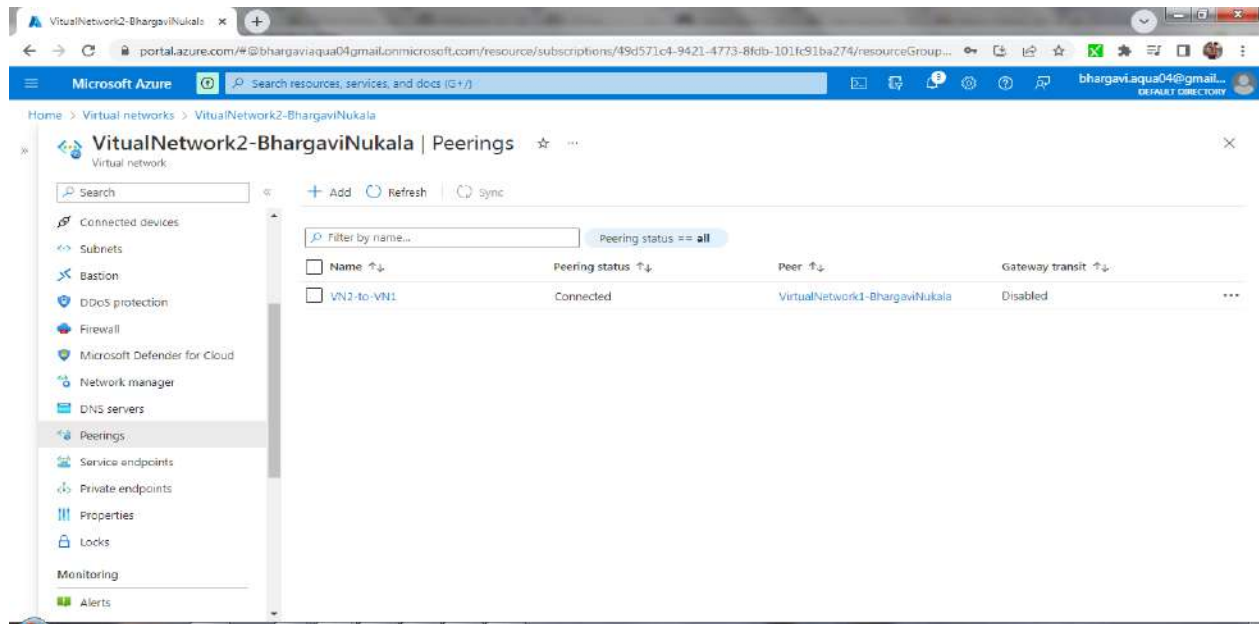 VitualNetwork2-BhargaviNukala
portal.azure.com/#@bhargaviaqua04gmail.onmicrosoft.com/resource/subscriptions/49d571c4-9421-4773-8fdb-101fc91ba274/resourceGroup...
Microsoft Azure
Search resources, services, and docs (G+/)
bhargavi.aqua04@gmail....
DEFAULT DIRECTORY
Home > Virtual networks > VitualNetwork2-BhargaviNukala
VitualNetwork2-BhargaviNukala | Peerings
Virtual network
Search
+ Add Refresh Sync
Connected devices
Subnets
Bastion
DDoS protection
Firewall
Microsoft Defender for Cloud
Network manager
DNS servers
Peerings
Service endpoints
Private endpoints
Properties
Locks
Monitoring
Alerts
Filter by name...
Peering status == all
Name Peering status Peer Gateway transit
VN2-to-VN1 Connected VirtualNetwork1-BhargaviNukala Disabled